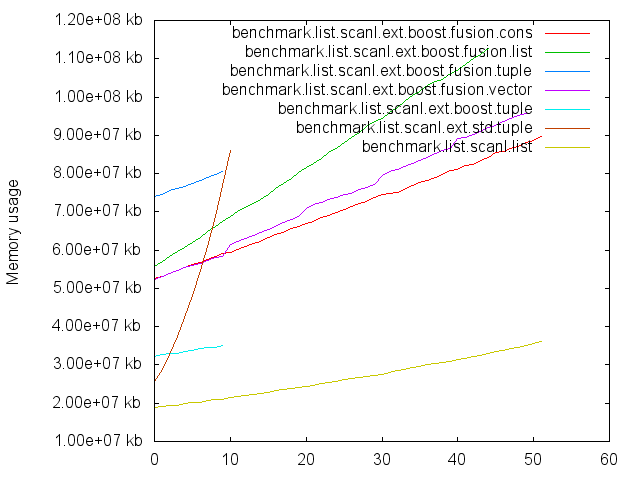 1.20e+08 kb
1.10e+08 kb
1.00e+08 kb
9.00e+07 kb
8.00e+07 kb
7.00e+07 kb
6.00e+07 kb
5.00e+07 kb
4.00e+07 kb
3.00e+07 kb
2.00e+07 kb
1.00e+07 kb
Memory usage
benchmark.list.scanl.ext.boost.fusion.cons
benchmark.list.scanl.ext.boost.fusion.list
benchmark.list.scanl.ext.boost.fusion.tuple
benchmark.list.scanl.ext.boost.fusion.vector
benchmark.list.scanl.ext.boost.tuple
benchmark.list.scanl.ext.std.tuple
benchmark.list.scanl.list
0 10 20 30 40 50 60